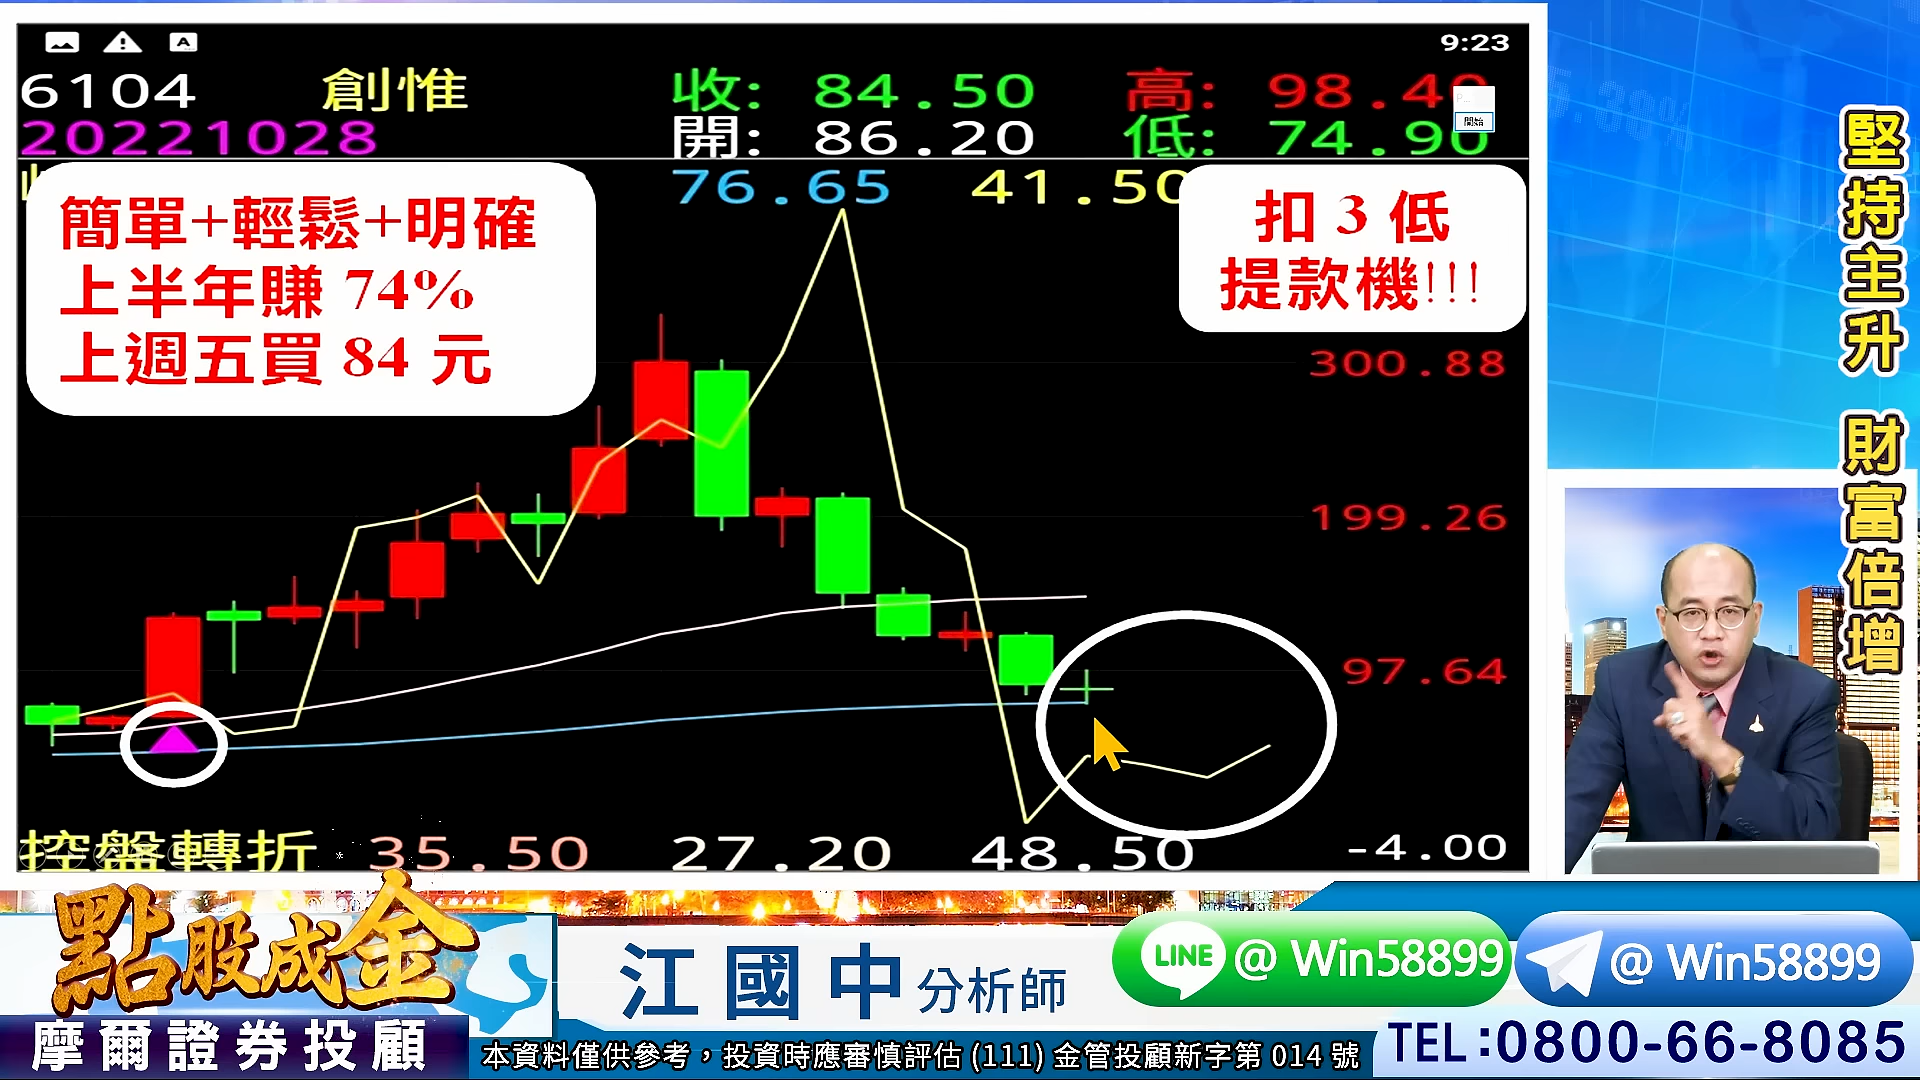 9:23
6104 創惟 收: 84.50 高: 98.40
20221028 開: 86.20 低: 74.90
開始
76.65 41.50
簡單+輕鬆+明確
上半年賺 74%
上週五買 84 元
扣 3 低
提款機!!!
300.88
199.26
97.64
控盤轉折 35.50 27.20 48.50 -4.00
堅持主升 財富倍增
點股成金
摩爾證券投顧
江國中 分析師
LINE @ Win58899
@ Win58899
本資料僅供參考，投資時應審慎評估 (111) 金管投顧新字第 014 號
TEL:0800-66-8085